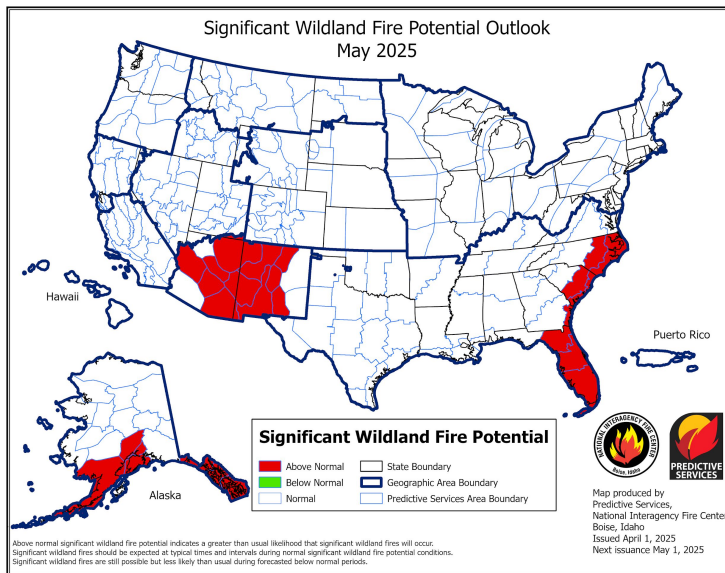 Significant Wildland Fire Potential Outlook
May 2025
Hawaii
Puerto Rico
Alaska
Significant Wildland Fire Potential
Above Normal
Below Normal
Normal
State Boundary
Geographic Area Boundary
Predictive Services Area Boundary
NATIONAL INTERAGENCY FIRE CENTER
Boise, Idaho
PREDICTIVE
SERVICES
Map produced by
Predictive Services,
National Interagency Fire Center
Boise, Idaho
Issued April 1, 2025
Next issuance May 1, 2025
Above normal significant wildland fire potential indicates a greater than usual likelihood that significant wildland fires will occur.
Significant wildland fires should be expected at typical times and intervals during normal significant wildland fire potential conditions.
Significant wildland fires are still possible but less likely than usual during forecasted below normal periods.